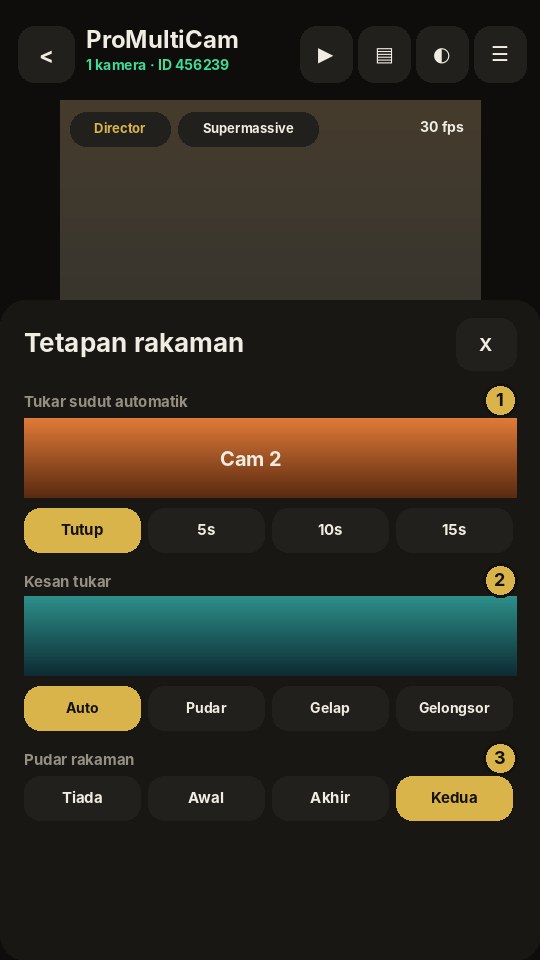 <
ProMultiCam
1 kamera · ID 456239
▶ ▤ ◐ ☰
Director Supermassive 30 fps
Tetapan rakaman X
Tukar sudut automatik 1
Cam 2
Tutup 5s 10s 15s
Kesan tukar 2
Auto Pudar Gelap Gelongsor
Pudar rakaman 3
Tiada Awal Akhir Kedua